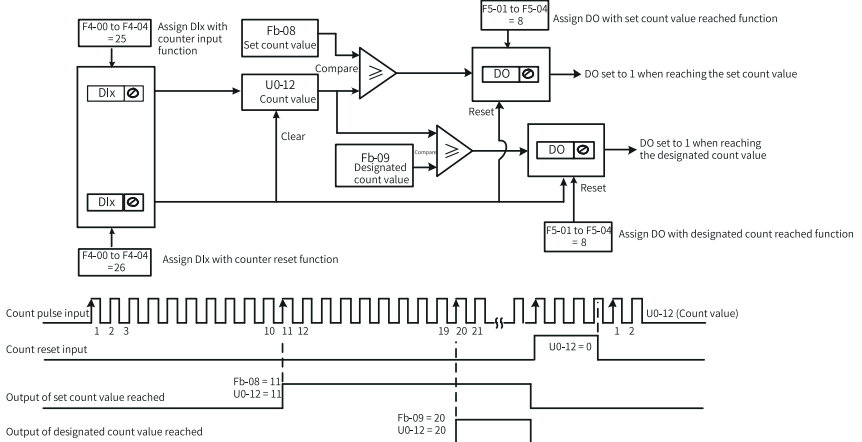 F4-00 to F4-04
=25
Assign DIx with
counter input
function
Fb-08
Set count value
F5-01 to F5-04
= 8
Assign DO with set count value reached function
Compare
≥
DO
DO set to 1 when reaching the set count value
DIx
U0-12
Count value
Reset
Clear
Compare
≥
DO
DO set to 1 when reaching
the designated count value
Fb-09
Designated
count value
Reset
DIx
F4-00 to F4-04
=26
Assign DIx with counter reset function
F5-01 to F5-04
= 8
Assign DO with designated count reached function
Count pulse input
U0-12 (Count value)
1 2 3 10 11 12 19 20 21 1 2
Count reset input
U0-12 = 0
Fb-08 = 11
U0-12 = 11
Output of set count value reached
Fb-09 = 20
U0-12 = 20
Output of designated count value reached